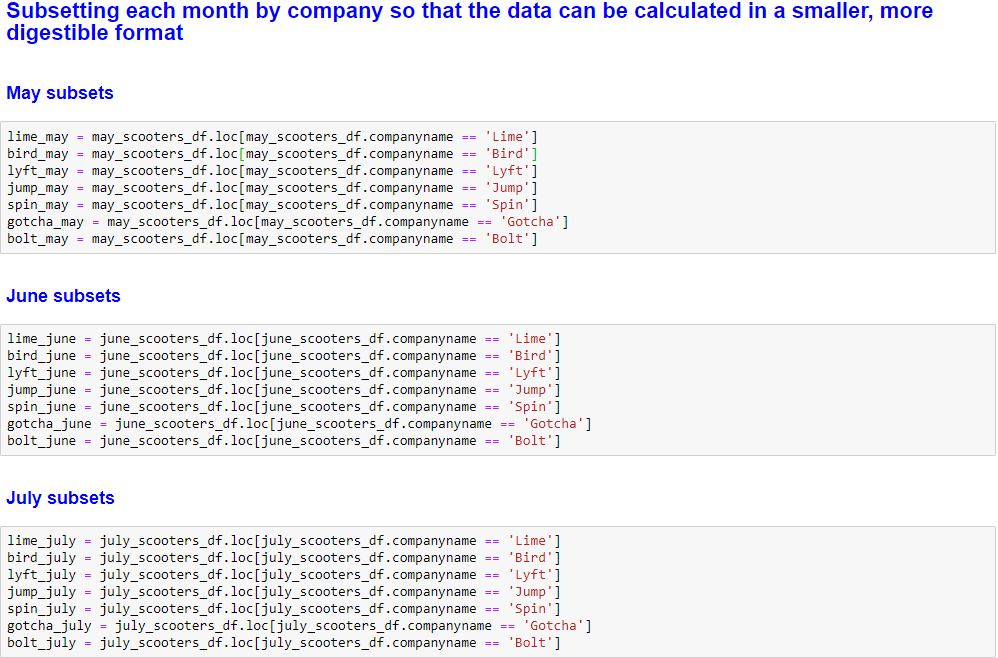 Subsetting each month by company so that the data can be calculated in a smaller, more
digestible format
May subsets
lime_may = may_scooters_df.loc[may_scooters_df.companyname == 'Lime']
bird_may = may_scooters_df.loc[may_scooters_df.companyname == 'Bird']
lyft_may = may_scooters_df.loc[may_scooters_df.companyname == 'Lyft']
jump_may = may_scooters_df.loc[may_scooters_df.companyname == 'Jump']
spin_may = may_scooters_df.loc[may_scooters_df.companyname == 'Spin']
gotcha_may = may_scooters_df.loc[may_scooters_df.companyname == 'Gotcha']
bolt_may = may_scooters_df.loc[may_scooters_df.companyname == 'Bolt']
June subsets
lime_june = june_scooters_df.loc[june_scooters_df.companyname == 'Lime']
bird_june = june_scooters_df.loc[june_scooters_df.companyname == 'Bird']
lyft_june = june_scooters_df.loc[june_scooters_df.companyname == 'Lyft']
jump_june = june_scooters_df.loc[june_scooters_df.companyname == 'Jump']
spin_june = june_scooters_df.loc[june_scooters_df.companyname == 'Spin']
gotcha_june = june_scooters_df.loc[june_scooters_df.companyname == 'Gotcha']
bolt_june = june_scooters_df.loc[june_scooters_df.companyname == 'Bolt']
July subsets
lime_july = july_scooters_df.loc[july_scooters_df.companyname == 'Lime']
bird_july = july_scooters_df.loc[july_scooters_df.companyname == 'Bird']
lyft_july = july_scooters_df.loc[july_scooters_df.companyname == 'Lyft']
jump_july = july_scooters_df.loc[july_scooters_df.companyname == 'Jump']
spin_july = july_scooters_df.loc[july_scooters_df.companyname == 'Spin']
gotcha_july = july_scooters_df.loc[july_scooters_df.companyname == 'Gotcha']
bolt_july = july_scooters_df.loc[july_scooters_df.companyname == 'Bolt']